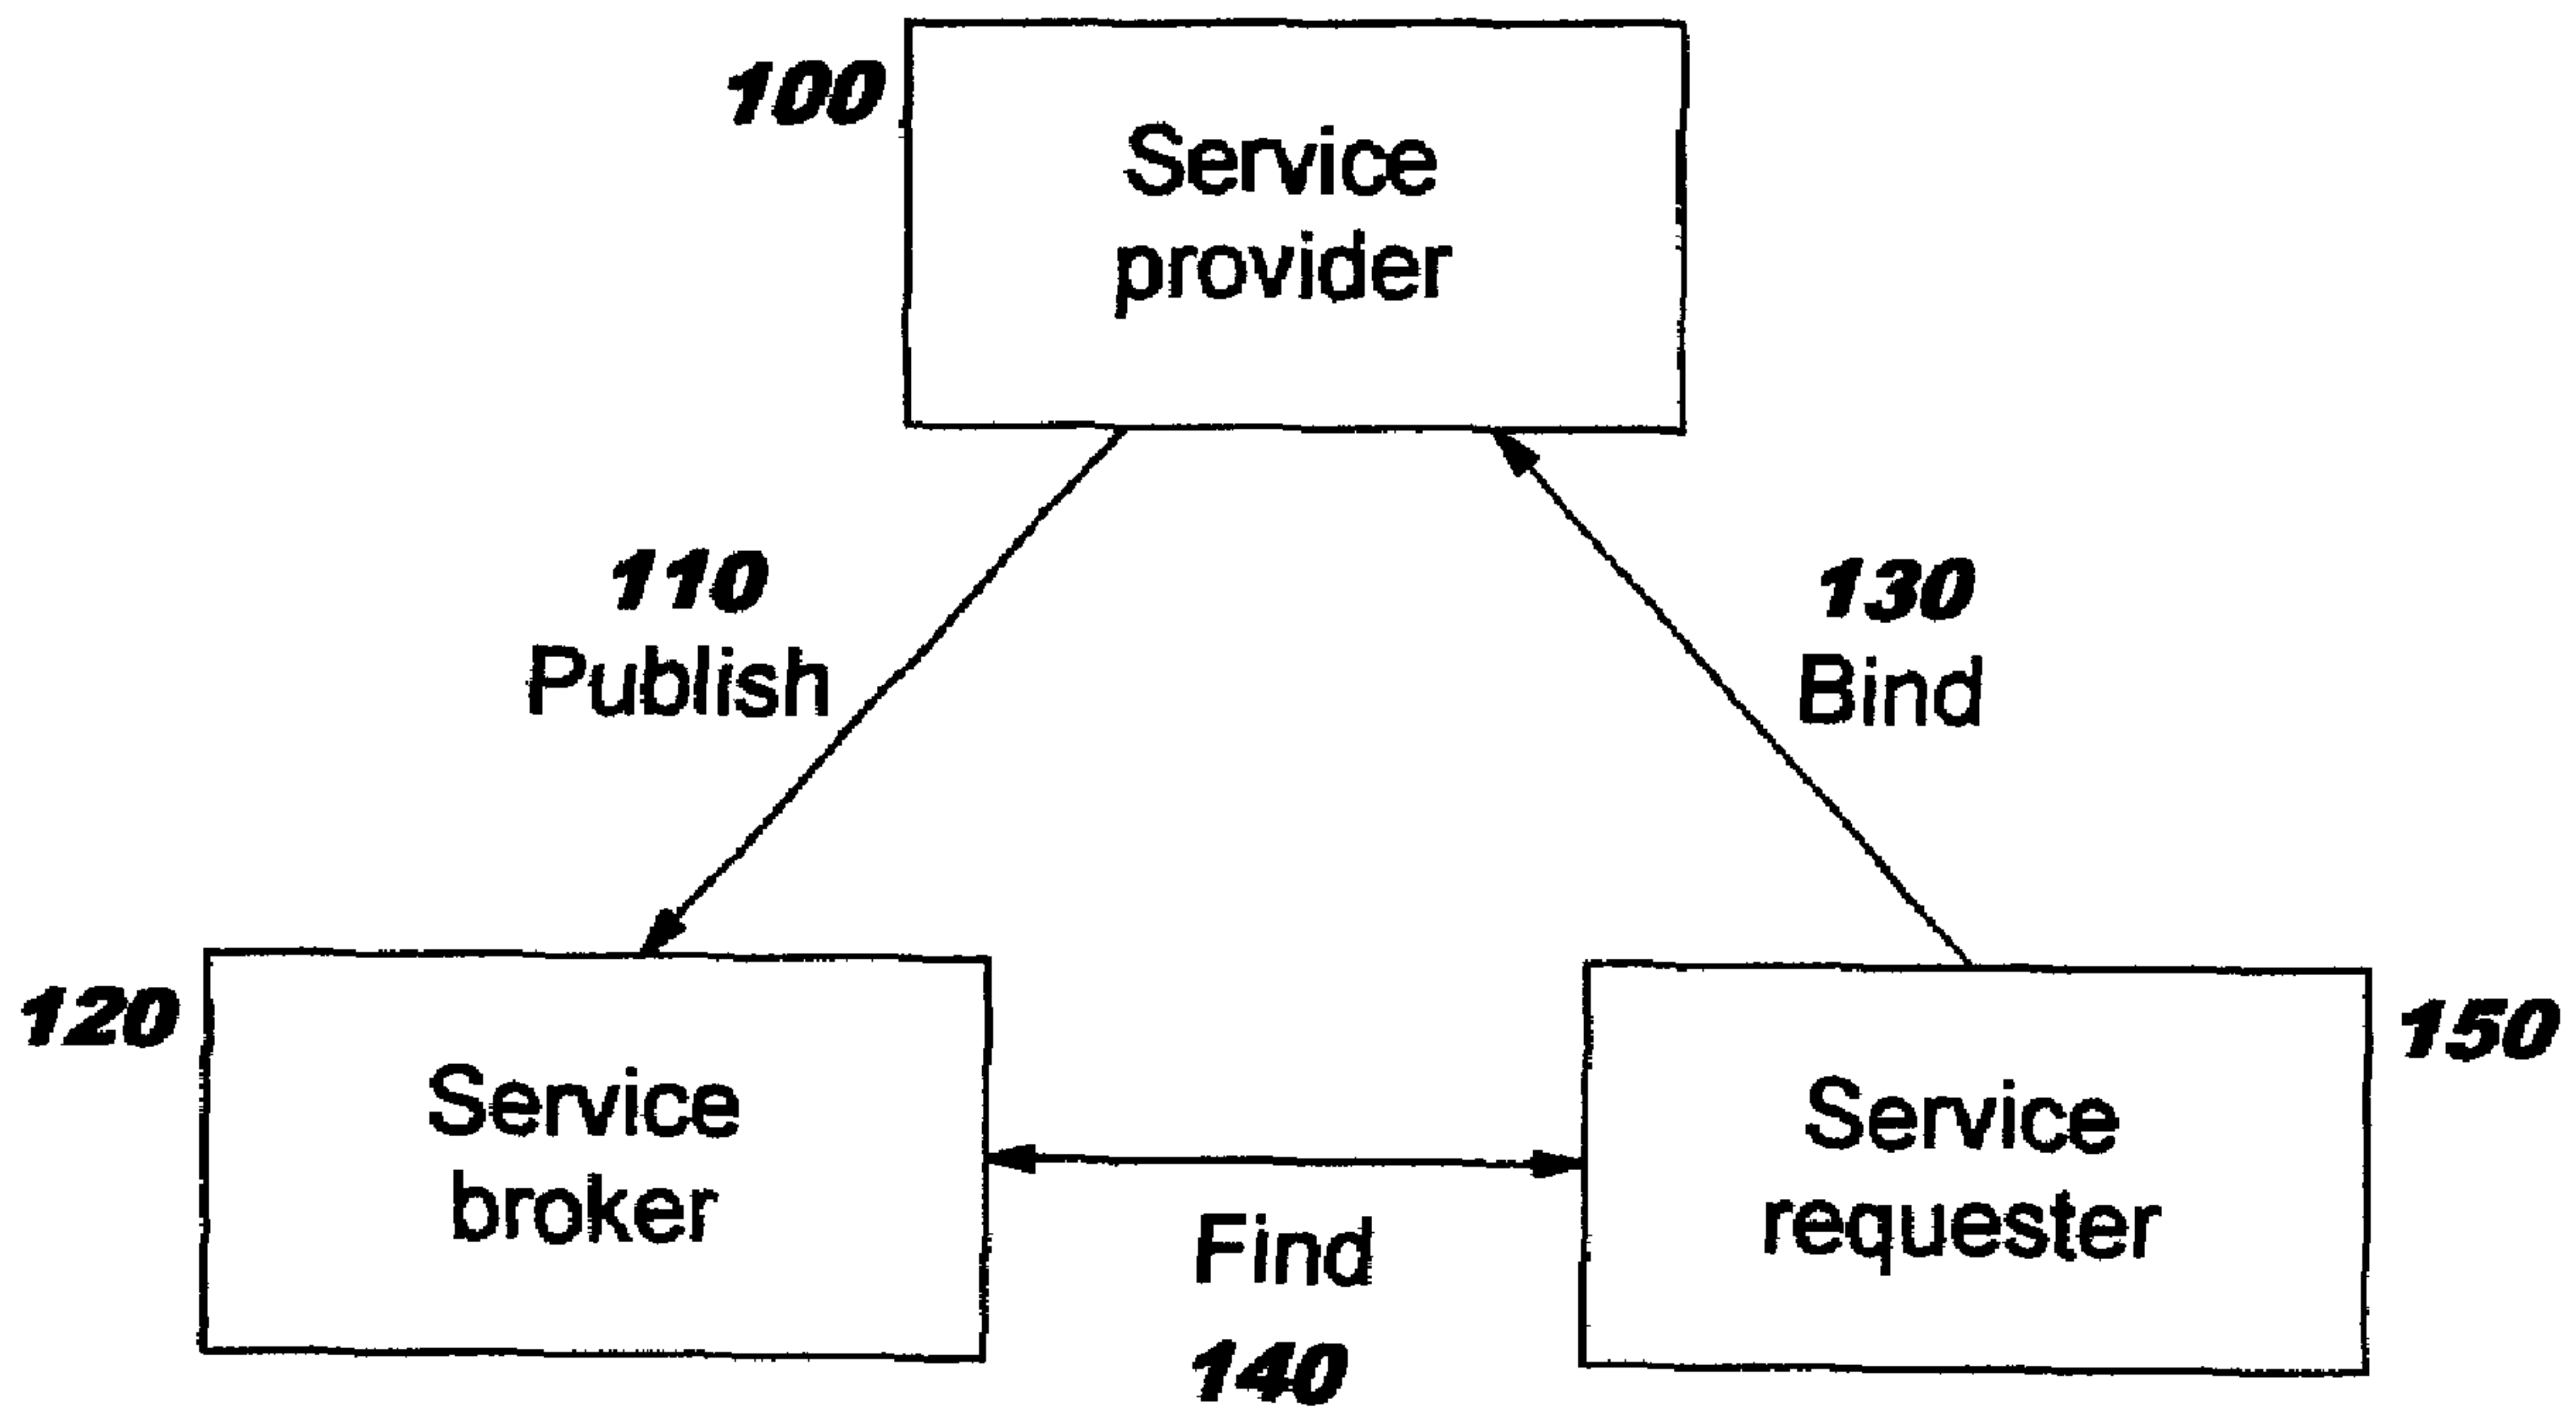 100
Service
provider
110
Publish
130
Bind
120
Service
broker
Find
140
Service
requester
150